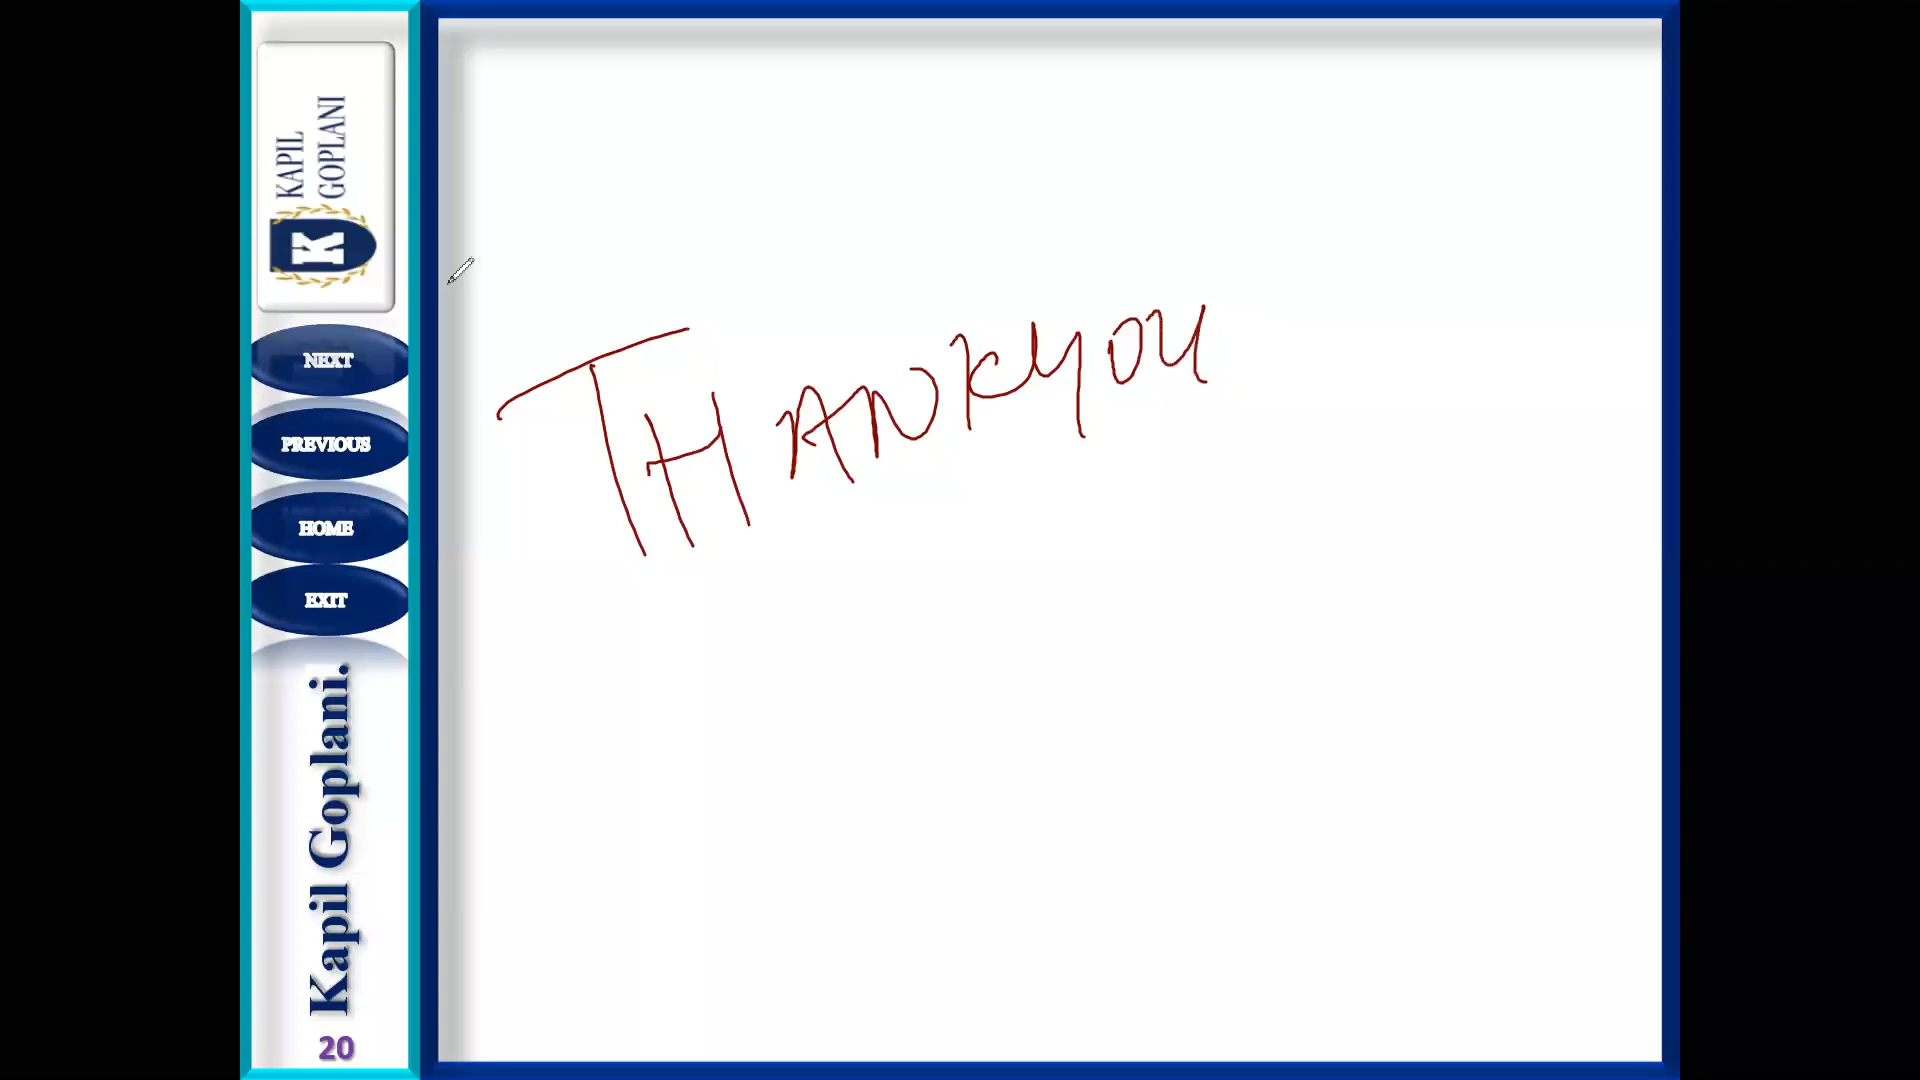 KAPIL
GOPLANI
K
NEXT
PREVIOUS
HOME
EXIT
Kapil Goplani.
20
THANKYOU